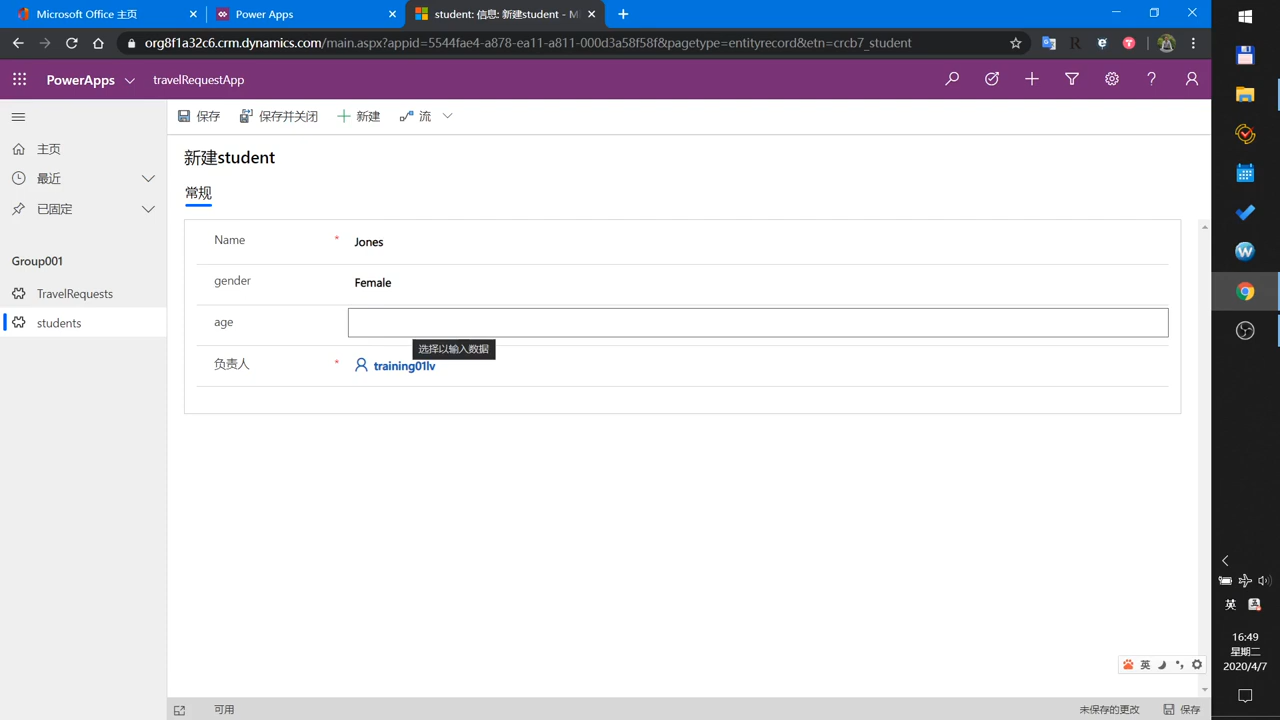 Microsoft Office 主页
Power Apps
student: 信息: 新建student - Mi
org8f1a32c6.crm.dynamics.com/main.aspx?appid=5544fae4-a878-ea11-a811-000d3a58f58f&pagetype=entityrecord&etn=crcb7_student
PowerApps
travelRequestApp
保存
保存并关闭
新建
流
主页
最近
已固定
Group001
TravelRequests
students
新建student
常规
Name * Jones
gender Female
age
选择以输入数据
负责人 * training01lv
可用
未保存的更改
保存
英
英
16:49
星期二
2020/4/7